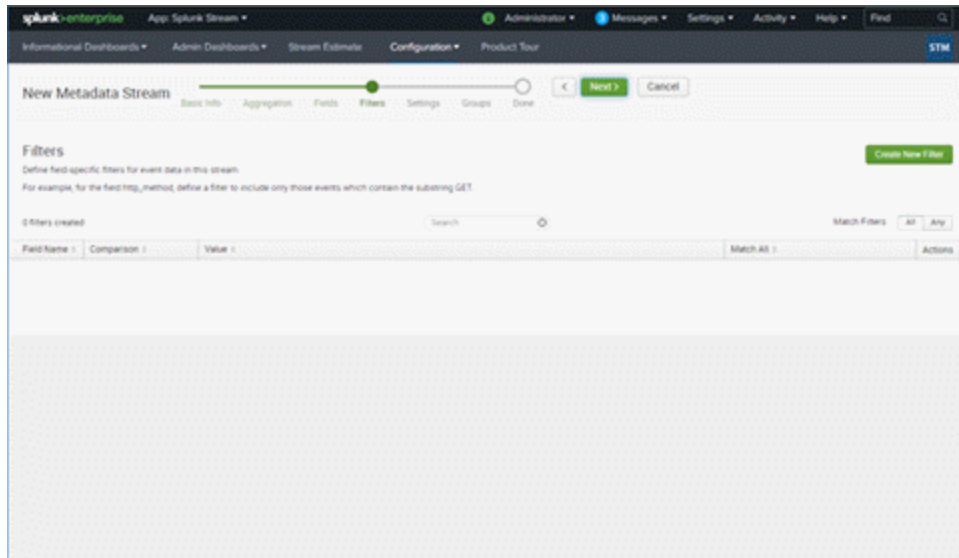 splunk>enterprise App: Splunk Stream Administrator 3 Messages Settings Activity Help Find
Informational Dashboards Admin Dashboards Stream Estimate Configuration Product Tour STM
New Metadata Stream Basic Info Aggregation Fields Filters Settings Groups Done < Next > Cancel
Filters
Create New Filter
Define field-specific filters for event data in this stream.
For example, for the field http_method, define a filter to include only those events which contain the substring GET.
0 filters created Search Match Filters All Any
Field Name Comparison Value Match All Actions